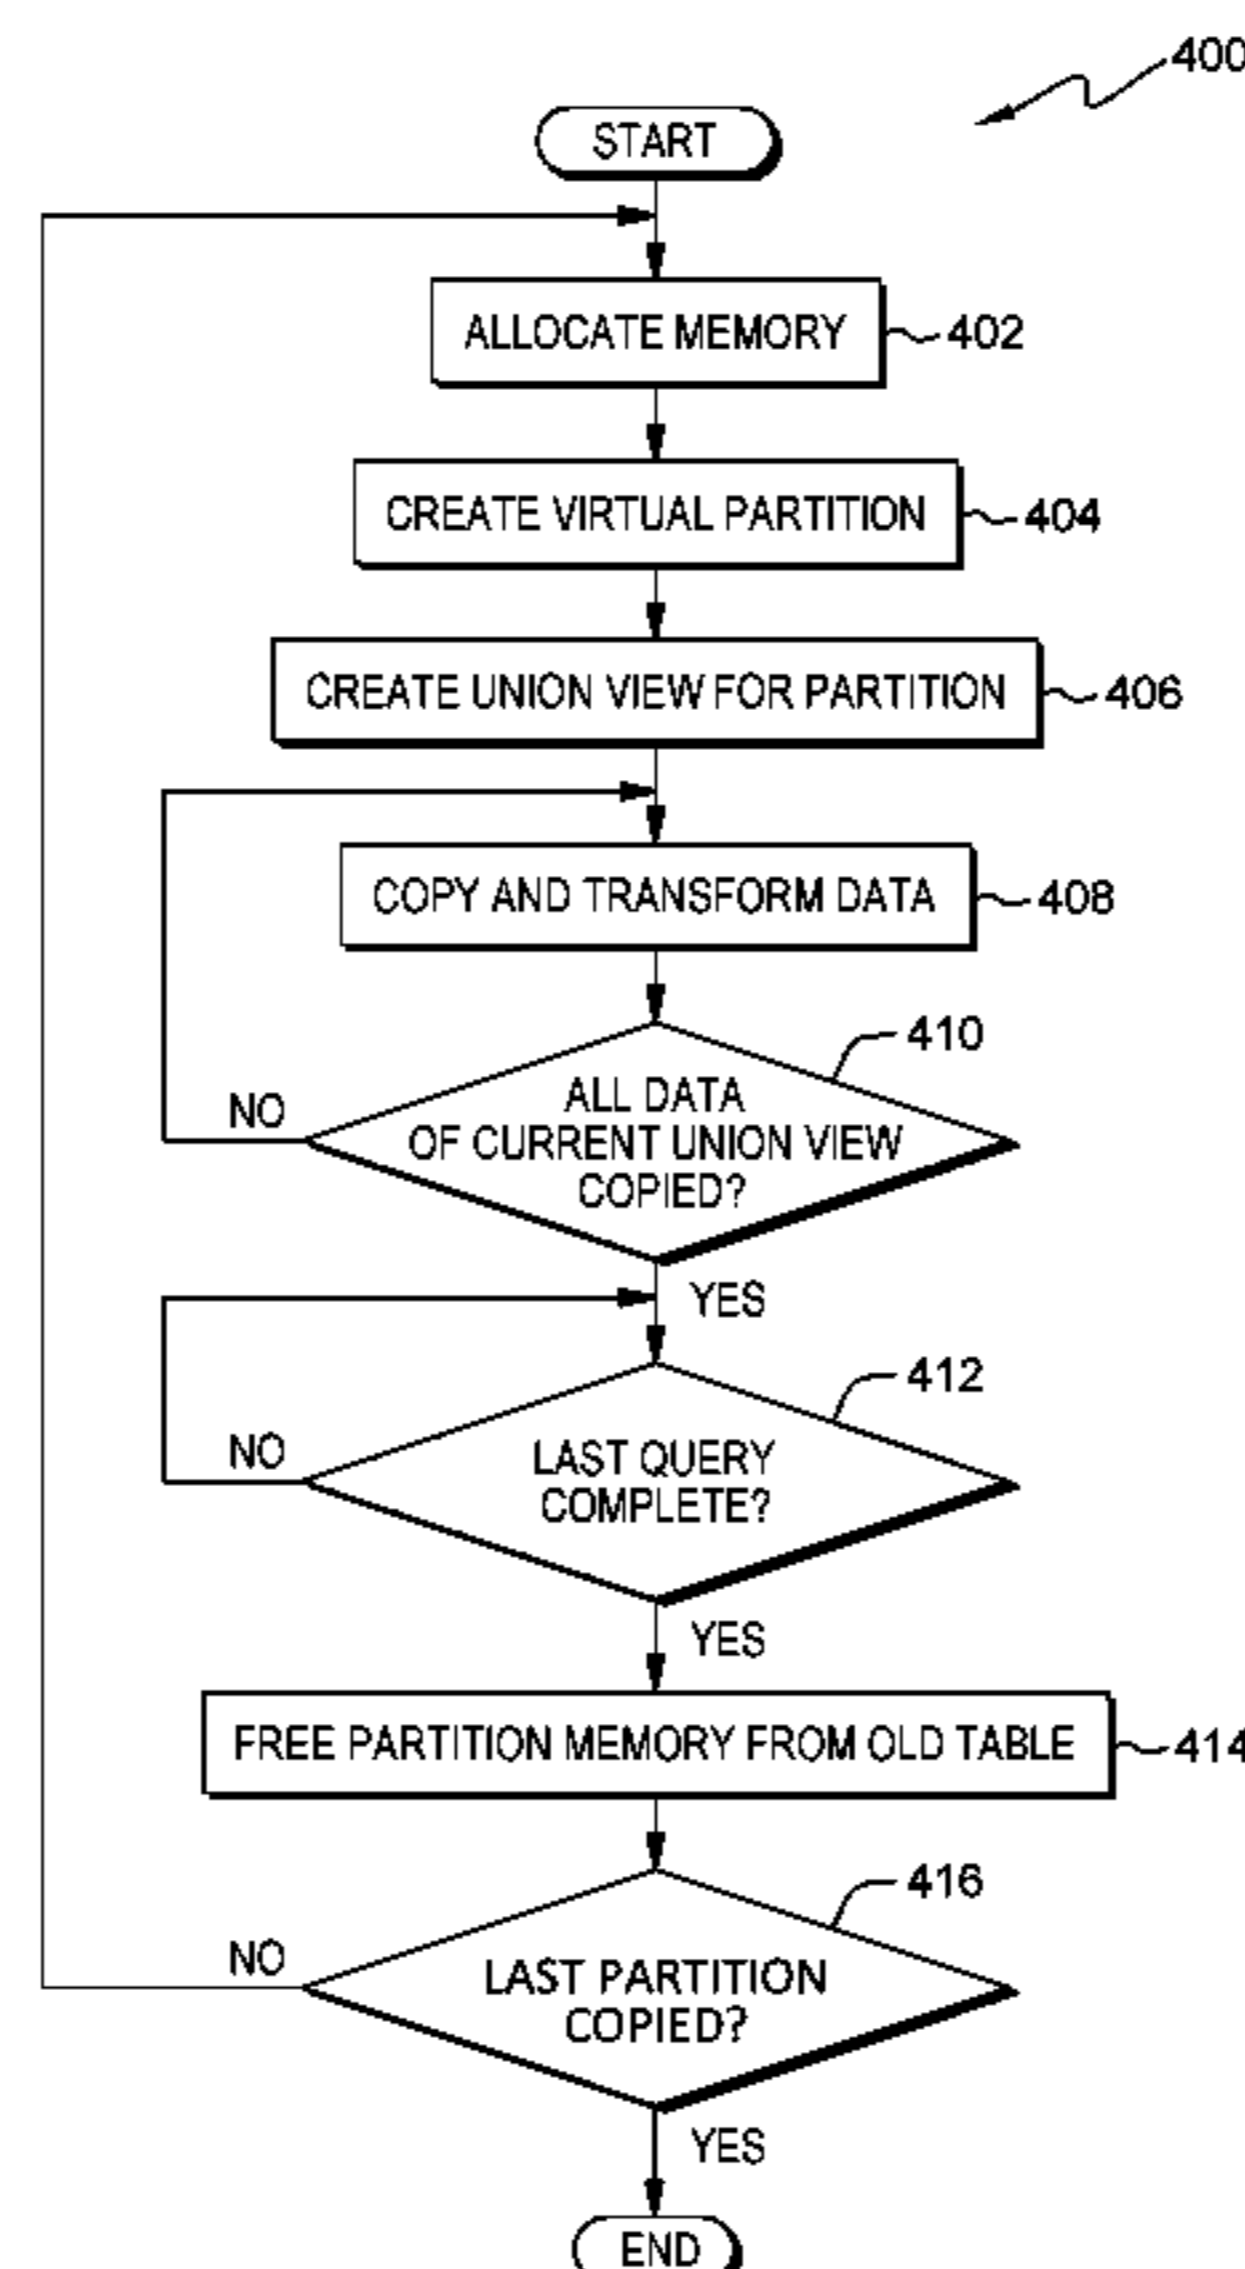 400
START
ALLOCATE MEMORY
402
CREATE VIRTUAL PARTITION
404
CREATE UNION VIEW FOR PARTITION
406
COPY AND TRANSFORM DATA
408
410
ALL DATA
OF CURRENT UNION VIEW
COPIED?
NO
YES
412
LAST QUERY
COMPLETE?
NO
YES
FREE PARTITION MEMORY FROM OLD TABLE
414
416
LAST PARTITION
COPIED?
NO
YES
END